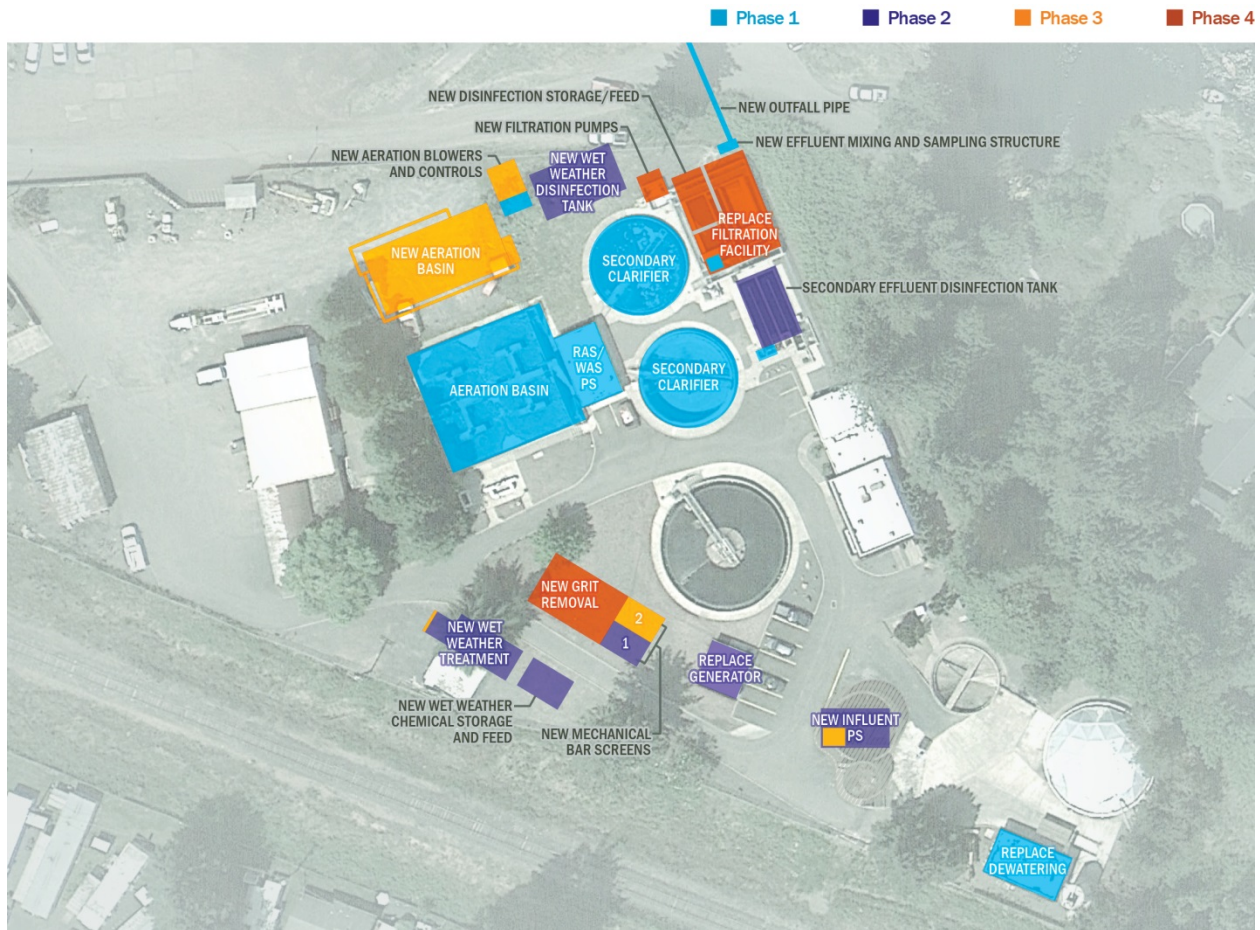 Phase 1
Phase 2
Phase 3
Phase 4
NEW DISINFECTION STORAGE/FEED
NEW OUTFALL PIPE
NEW FILTRATION PUMPS
NEW EFFLUENT MIXING AND SAMPLING STRUCTURE
NEW AERATION BLOWERS
AND CONTROLS
NEW WET
WEATHER
DISINFECTION
TANK
REPLACE
FILTRATION
FACILITY
NEW AERATION
BASIN
SECONDARY
CLARIFIER
SECONDARY EFFLUENT DISINFECTION TANK
RAS/
WAS
PS
AERATION BASIN
SECONDARY
CLARIFIER
NEW GRIT
REMOVAL
2
1
NEW WET
WEATHER
TREATMENT
REPLACE
GENERATOR
NEW WET WEATHER
CHEMICAL STORAGE
AND FEED
NEW MECHANICAL
BAR SCREENS
NEW INFLUENT
PS
REPLACE
DEWATERING